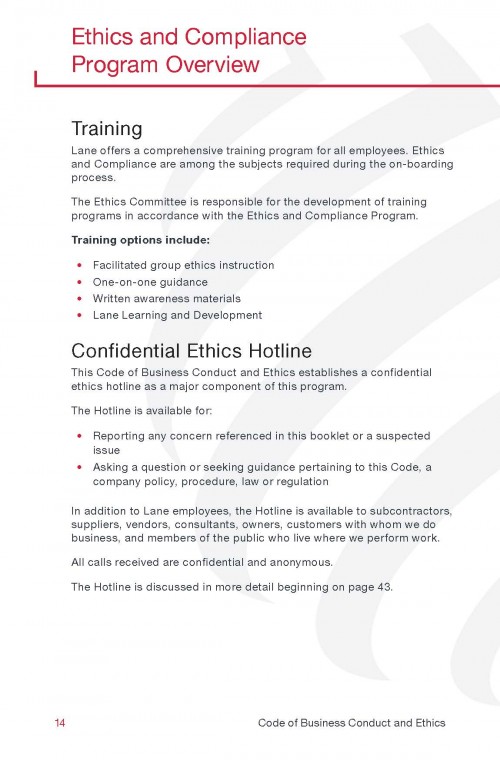 Ethics and Compliance
Program Overview
Training
Lane offers a comprehensive training program for all employees. Ethics
and Compliance are among the subjects required during the on-boarding
process.
The Ethics Committee is responsible for the development of training
programs in accordance with the Ethics and Compliance Program.
Training options include:
• Facilitated group ethics instruction
• One-on-one guidance
• Written awareness materials
• Lane Learning and Development
Confidential Ethics Hotline
This Code of Business Conduct and Ethics establishes a confidential
ethics hotline as a major component of this program.
The Hotline is available for:
• Reporting any concern referenced in this booklet or a suspected
issue
• Asking a question or seeking guidance pertaining to this Code, a
company policy, procedure, law or regulation
In addition to Lane employees, the Hotline is available to subcontractors,
suppliers, vendors, consultants, owners, customers with whom we do
business, and members of the public who live where we perform work.
All calls received are confidential and anonymous.
The Hotline is discussed in more detail beginning on page 43.
14 Code of Business Conduct and Ethics